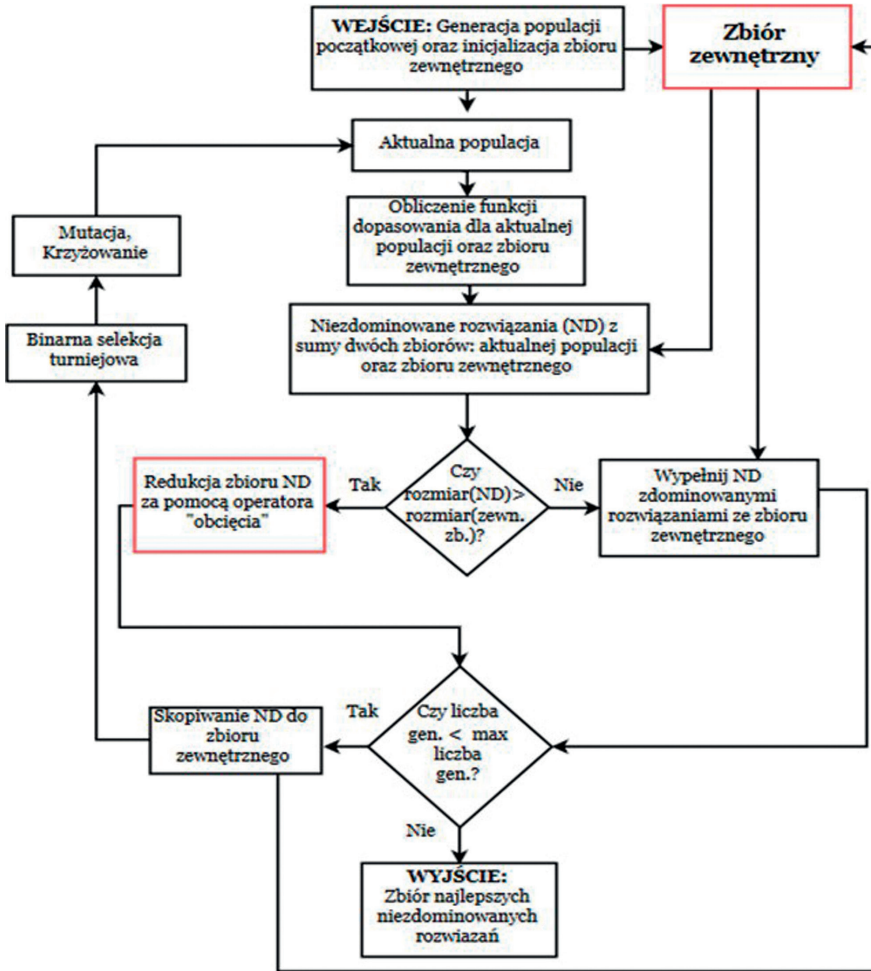 WEJŚCIE: Generacja populacji
początkowej oraz inicjalizacja zbioru
zewnętrznego
Zbiór
zewnętrzny
Aktualna populacja
Obliczenie funkcji
dopasowania dla aktualnej
populacji oraz zbioru
zewnętrznego
Mutacja,
Krzyżowanie
Niezdominowane rozwiązania (ND) z
sumy dwóch zbiorów: aktualnej populacji
oraz zbioru zewnętrznego
Binarna selekcja
turniejowa
Redukcja zbioru ND
za pomocą operatora
"obcięcia"
Tak
Czy
rozmiar(ND)>
rozmiar(zewn.
zb.)?
Nie
Wypełnij ND
zdominowanymi
rozwiązaniami ze zbioru
zewnętrznego
Skopiwanie ND do
zbioru
zewnętrznego
Tak
Czy liczba
gen. < max
liczba
gen.?
Nie
WYJŚCIE:
Zbiór najlepszych
niezdominowanych
rozwiazań